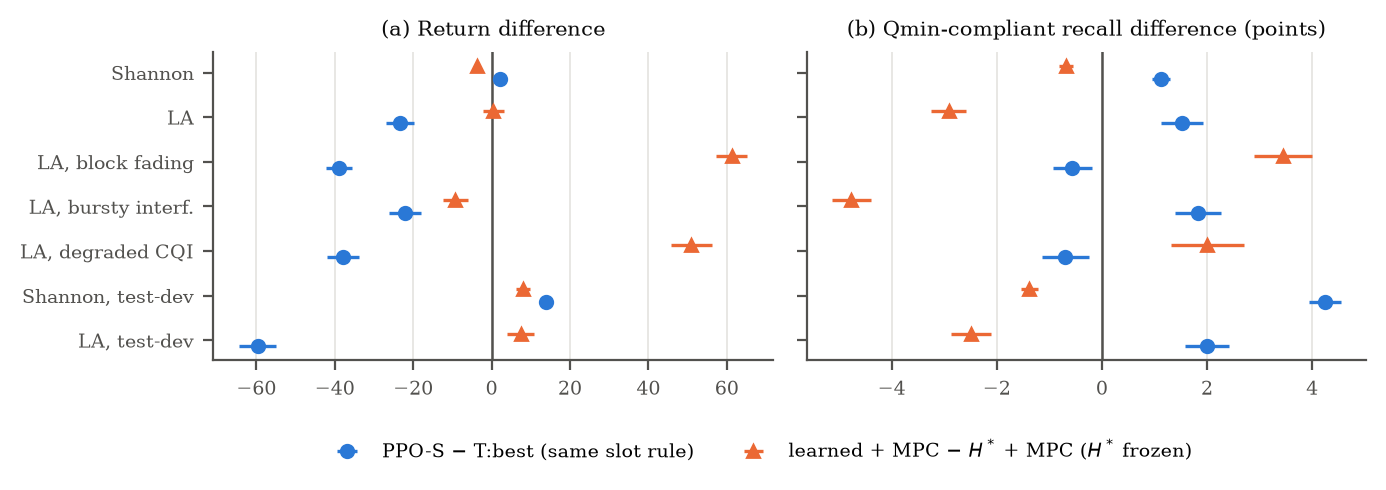 (a) Return difference
(b) Qmin-compliant recall difference (points)
Shannon
LA
LA, block fading
LA, bursty interf.
LA, degraded CQI
Shannon, test-dev
LA, test-dev
−60 −40 −20 0 20 40 60
−4 −2 0 2 4
PPO-S − T:best (same slot rule)
learned + MPC − H* + MPC (H* frozen)